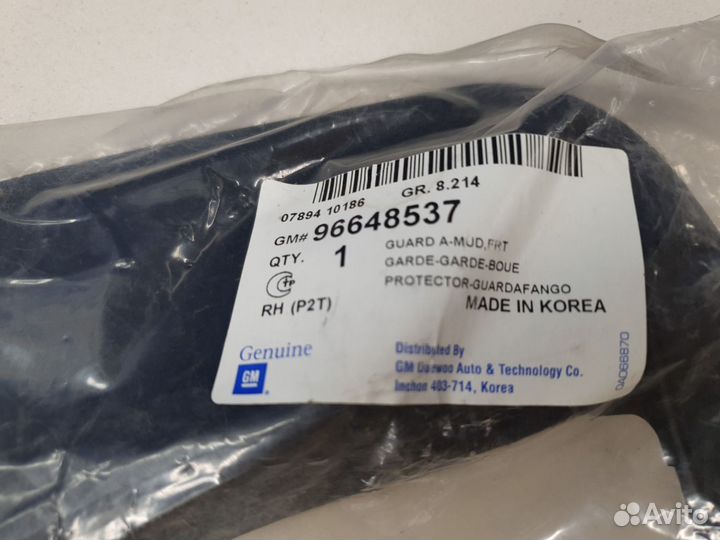 07894 10186
GR. 8.214
GM# 96648537
QTY. 1
GUARD A-MUD,FRT
GARDE-GARDE-BOUE
PROTECTOR-GUARDAFANGO
RH (P2T)
MADE IN KOREA
Genuine
GM
Distributed By
GM Daewoo Auto & Technology Co.
Inchon 403-714, Korea
0AD66870
Avito